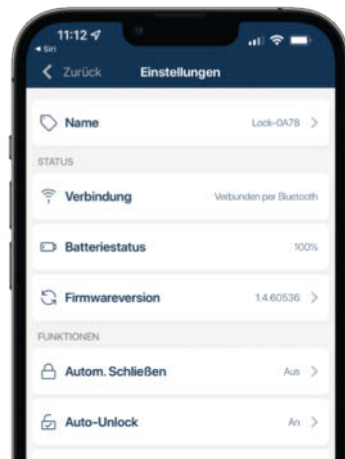 11:12
Siri
Zurück Einstellungen
Name Lock-0A78
STATUS
Verbindung Verbunden per Bluetooth
Batteriestatus 100%
Firmwareversion 1.4.60536
FUNKTIONEN
Autom. Schließen Aus
Auto-Unlock An